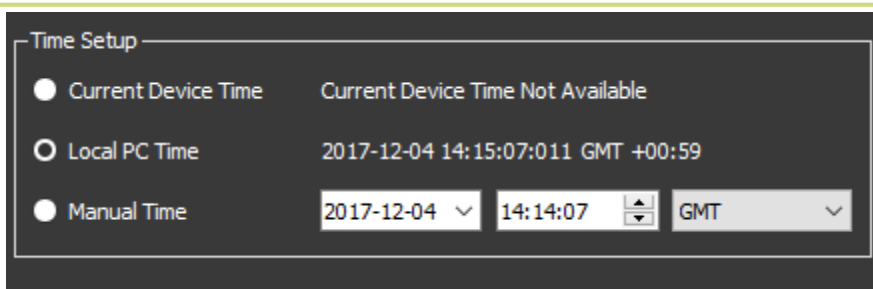 Time Setup
Current Device Time Current Device Time Not Available
Local PC Time 2017-12-04 14:15:07:011 GMT +00:59
Manual Time 2017-12-04 14:14:07 GMT